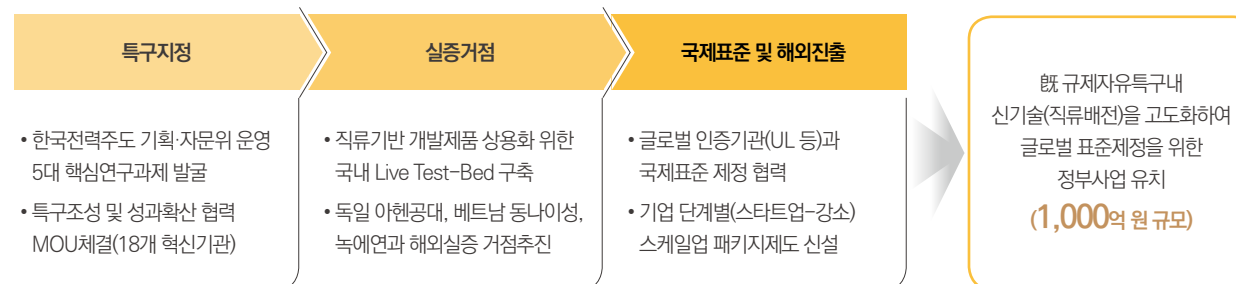 특구지정
• 한국전력주도 기획·자문위 운영
5대 핵심연구과제 발굴
• 특구조성 및 성과확산 협력
MOU체결(18개 혁신기관)
실증거점
• 직류기반 개발제품 상용화 위한
국내 Live Test-Bed 구축
• 독일 아헨공대, 베트남 동나이성,
녹에연과 해외실증 거점추진
국제표준 및 해외진출
• 글로벌 인증기관(UL 등)과
국제표준 제정 협력
• 기업 단계별(스타트업-강소)
스케일업 패키지제도 신설
旣 규제자유특구내
신기술(직류배전)을 고도화하여
글로벌 표준제정을 위한
정부사업 유치
(1,000억 원 규모)